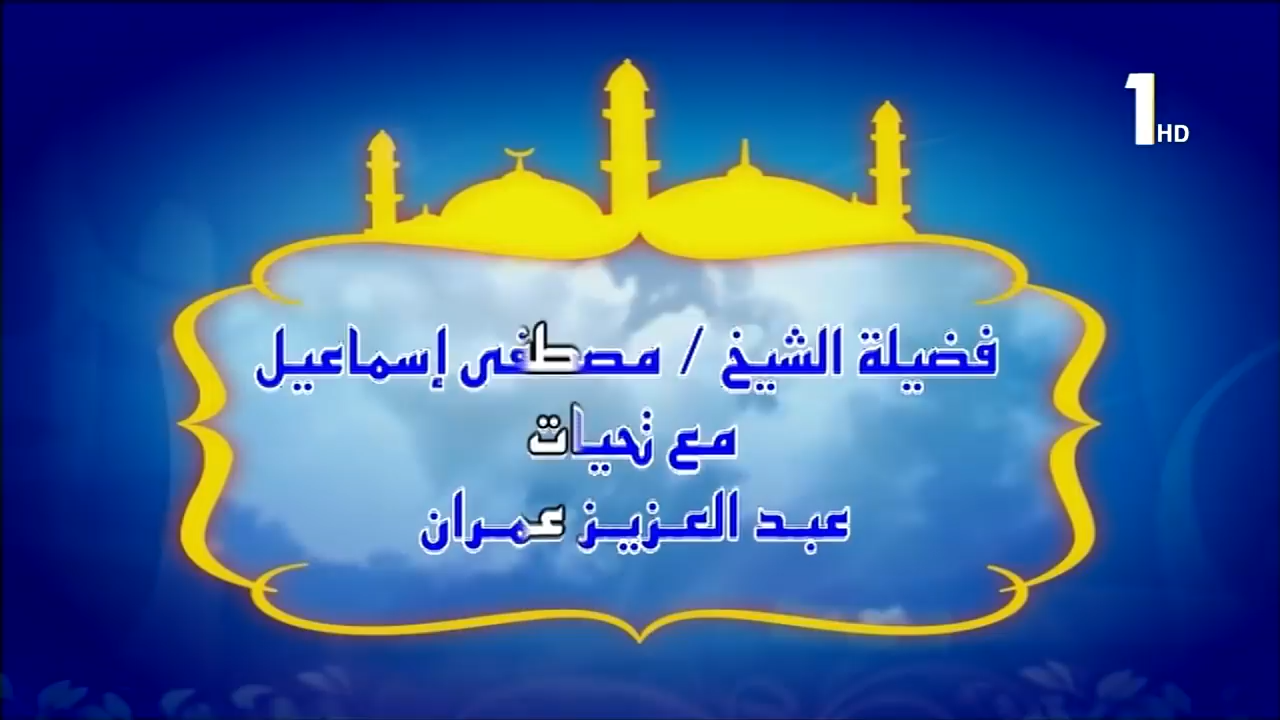 1HD
فضيلة الشيخ / مصطفى إسماعيل
مع تحيات
عبد العزيز عمران